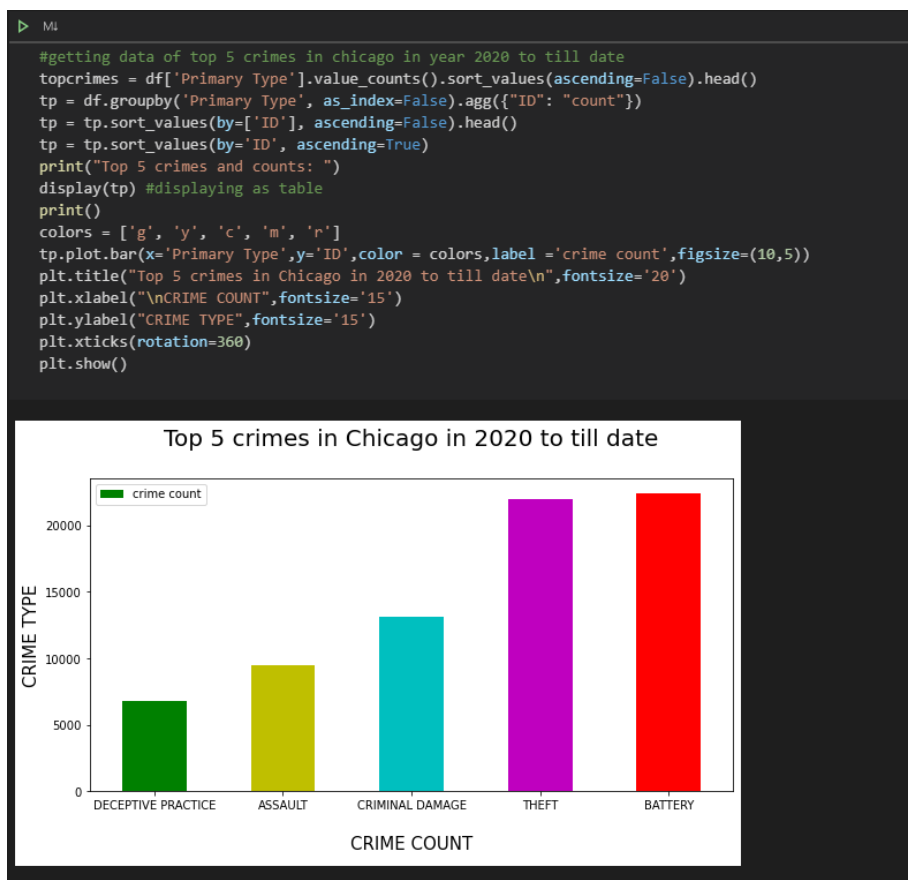 M↓
#getting data of top 5 crimes in chicago in year 2020 to till date
topcrimes = df['Primary Type'].value_counts().sort_values(ascending=False).head()
tp = df.groupby('Primary Type', as_index=False).agg({"ID": "count"})
tp = tp.sort_values(by=['ID'], ascending=False).head()
tp = tp.sort_values(by='ID', ascending=True)
print("Top 5 crimes and counts: ")
display(tp) #displaying as table
print()
colors = ['g', 'y', 'c', 'm', 'r']
tp.plot.bar(x='Primary Type',y='ID',color = colors,label ='crime count',figsize=(10,5))
plt.title("Top 5 crimes in Chicago in 2020 to till date\n",fontsize='20')
plt.xlabel("\nCRIME COUNT",fontsize='15')
plt.ylabel("CRIME TYPE",fontsize='15')
plt.xticks(rotation=360)
plt.show()
Top 5 crimes in Chicago in 2020 to till date
crime count
CRIME TYPE
20000
15000
10000
5000
0
DECEPTIVE PRACTICE ASSAULT CRIMINAL DAMAGE THEFT BATTERY
CRIME COUNT